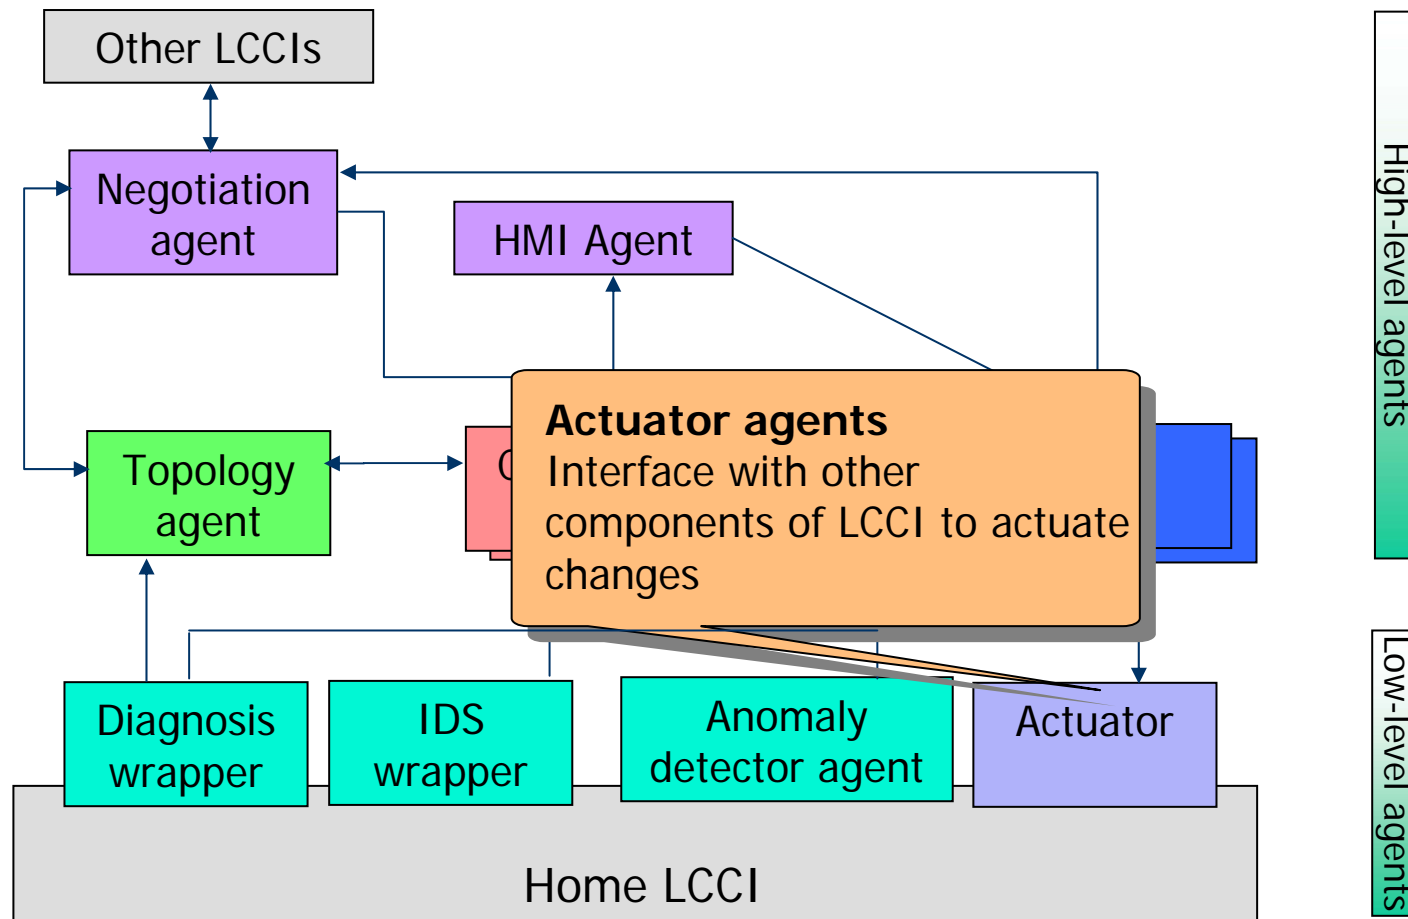 Other LCCIs
Negotiation
agent
HMI Agent
High-level agents
Actuator agents
Interface with other
components of LCCI to actuate
changes
Topology
agent
Low-level agents
Diagnosis
wrapper
IDS
wrapper
Anomaly
detector agent
Actuator
Home LCCI